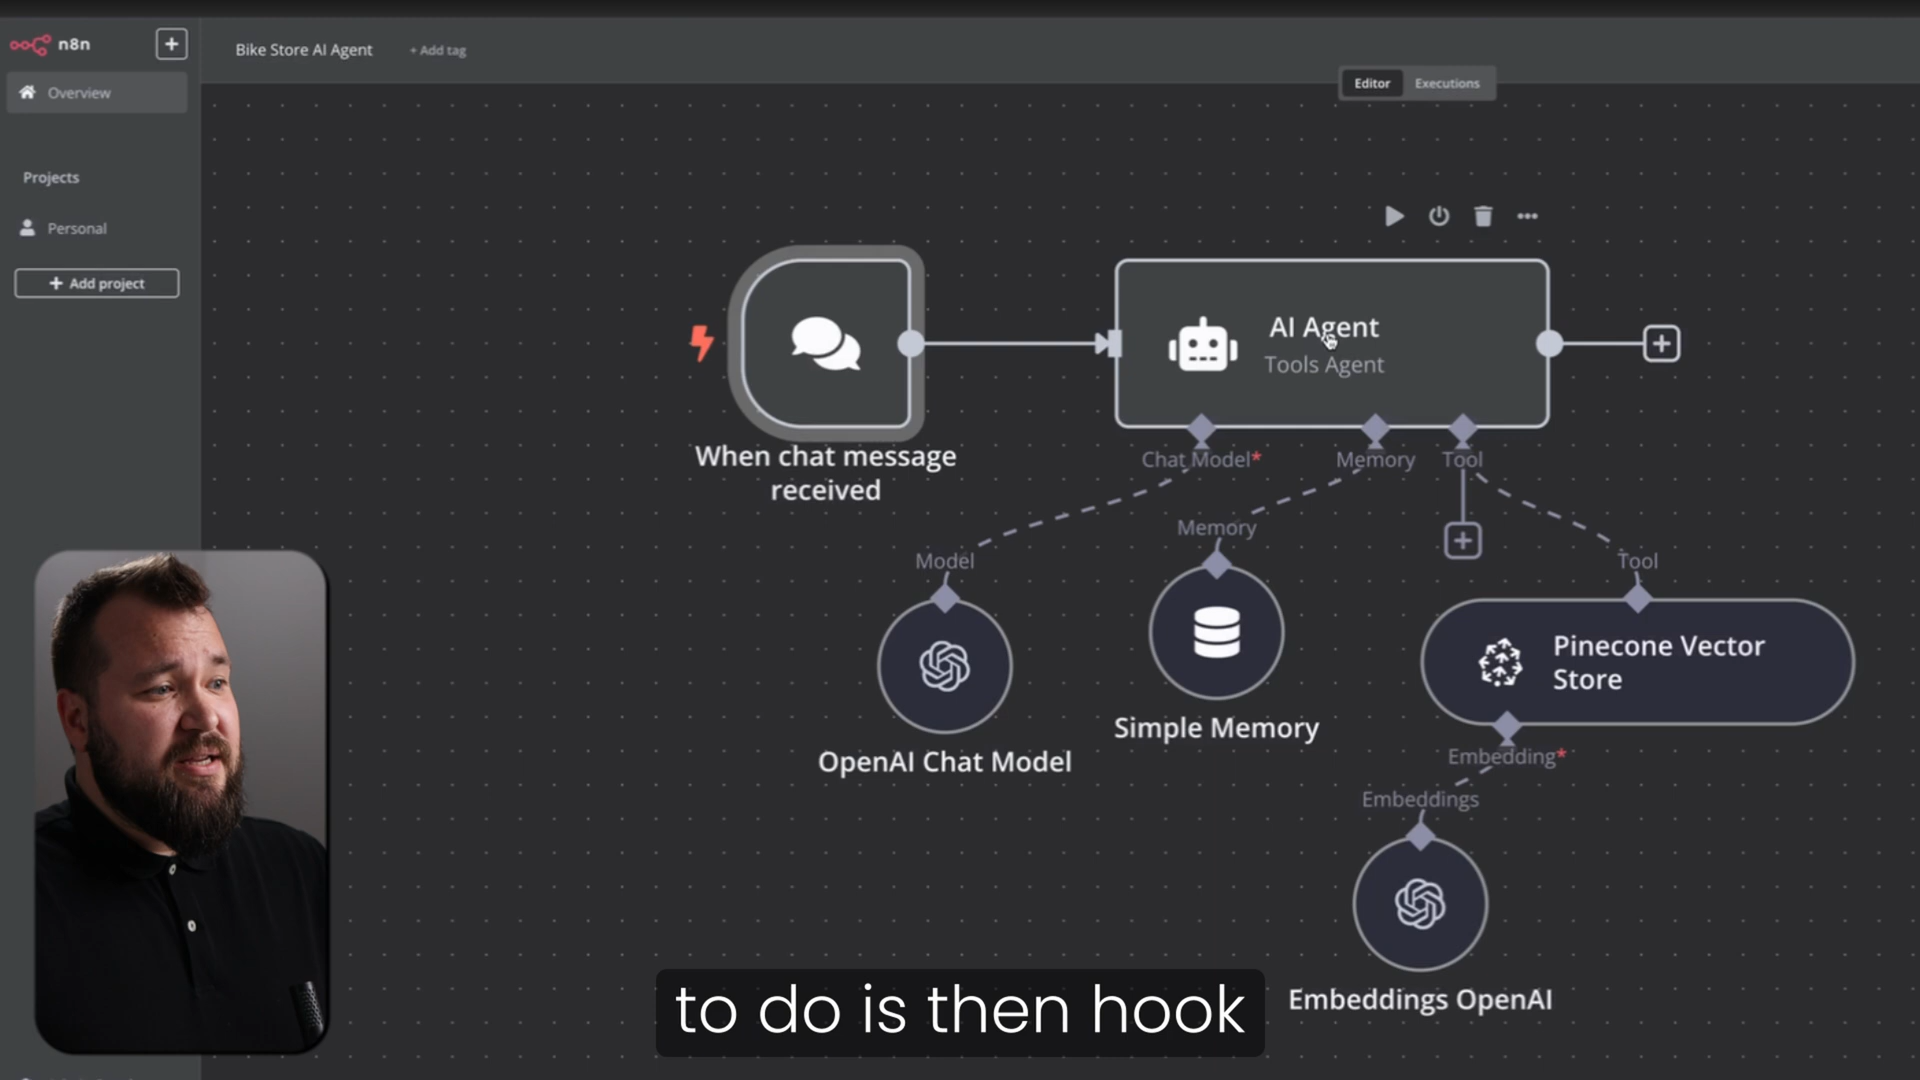 n8n
Bike Store AI Agent
+ Add tag
Overview
Editor
Executions
Projects
Personal
+ Add project
AI Agent
Tools Agent
When chat message
received
Chat Model*
Memory
Tool
Model
Memory
Tool
OpenAI Chat Model
Simple Memory
Pinecone Vector
Store
Embedding*
Embeddings
Embeddings OpenAI
to do is then hook